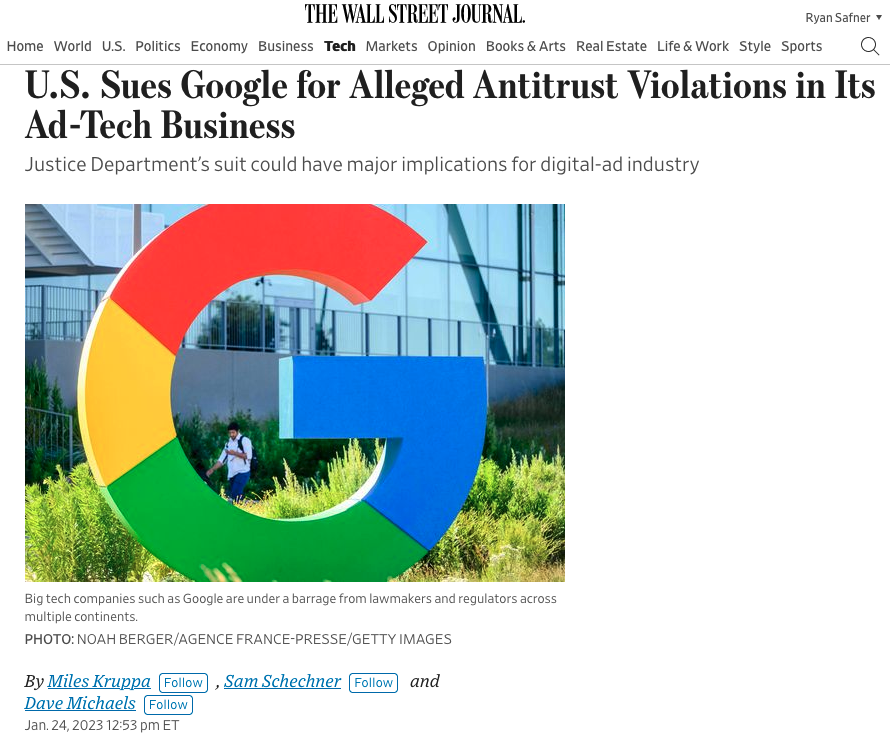 THE WALL STREET JOURNAL.
Ryan Safner
Home World U.S. Politics Economy Business Tech Markets Opinion Books & Arts Real Estate Life & Work Style Sports
U.S. Sues Google for Alleged Antitrust Violations in Its
Ad-Tech Business
Justice Department's suit could have major implications for digital-ad industry
Big tech companies such as Google are under a barrage from lawmakers and regulators across
multiple continents.
PHOTO: NOAH BERGER/AGENCE FRANCE-PRESSE/GETTY IMAGES
By Miles Kruppa Follow , Sam Schechner Follow and
Dave Michaels Follow
Jan. 24, 2023 12:53 pm ET